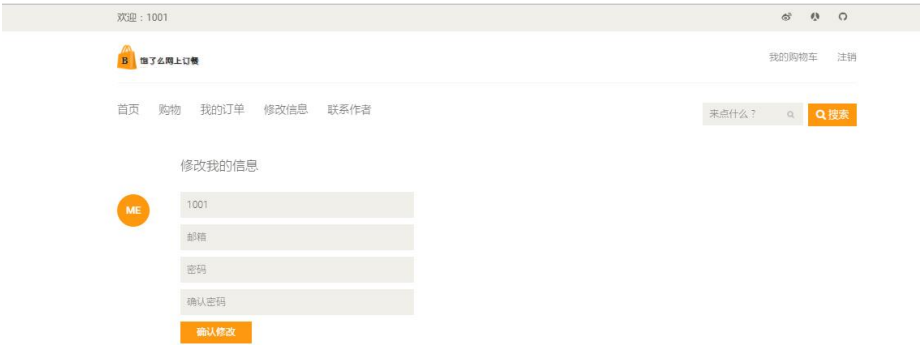 欢迎：1001
B 饿了么网上订餐
我的购物车 注销
首页 购物 我的订单 修改信息 联系作者
来点什么？ 搜索
修改我的信息
ME
1001
邮箱
密码
确认密码
确认修改